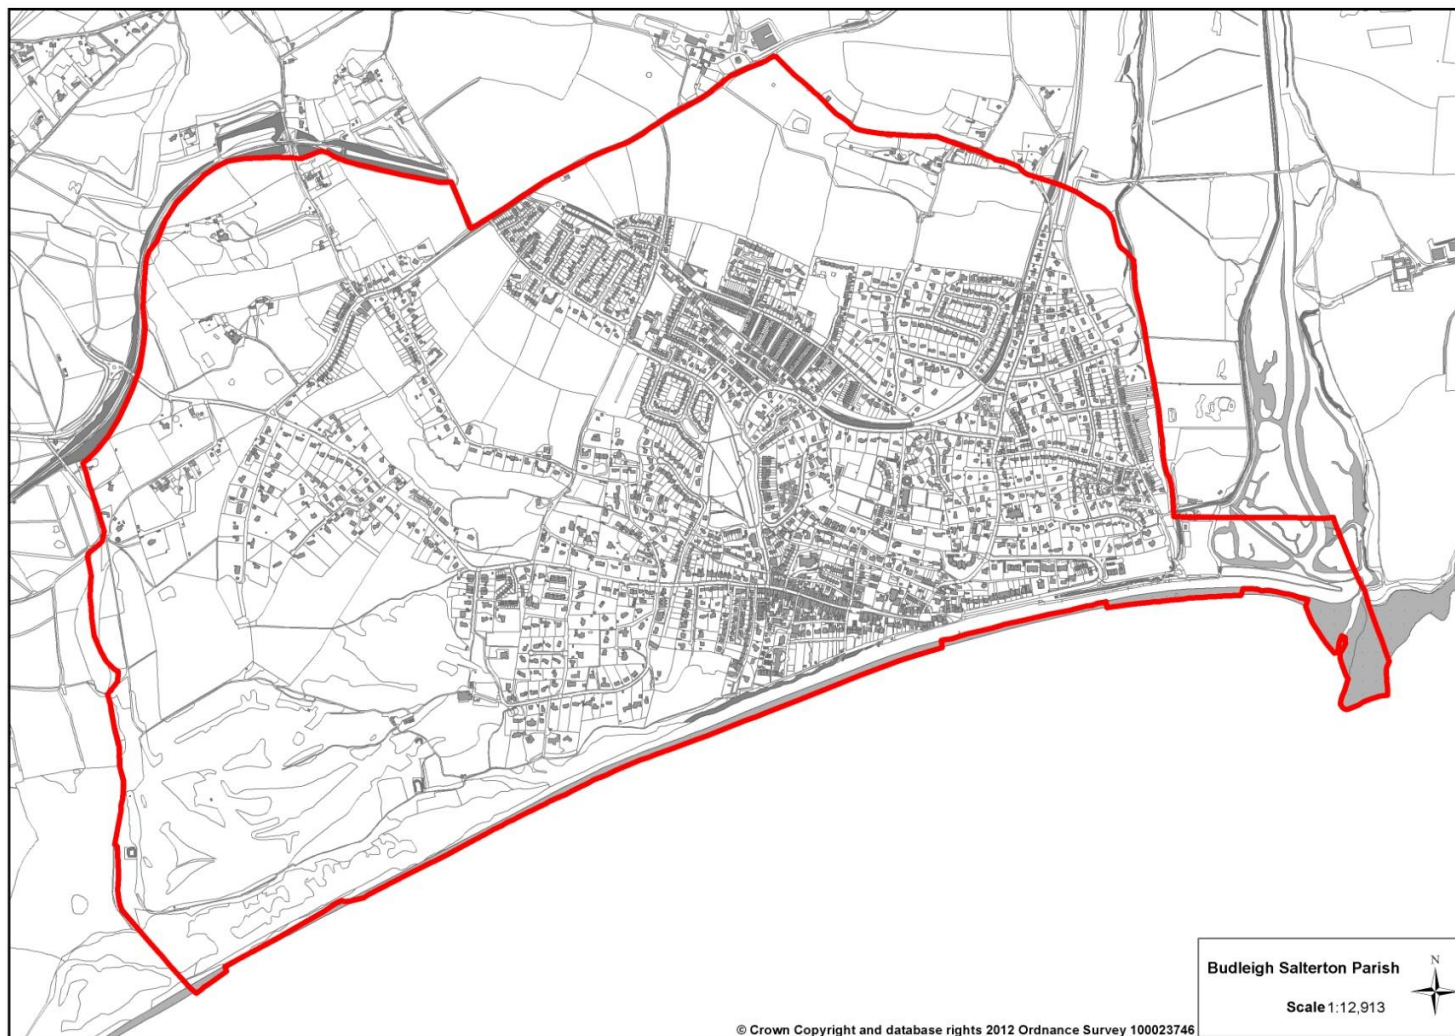 Budleigh Salterton Parish
N
Scale 1:12,913
© Crown Copyright and database rights 2012 Ordnance Survey 100023746